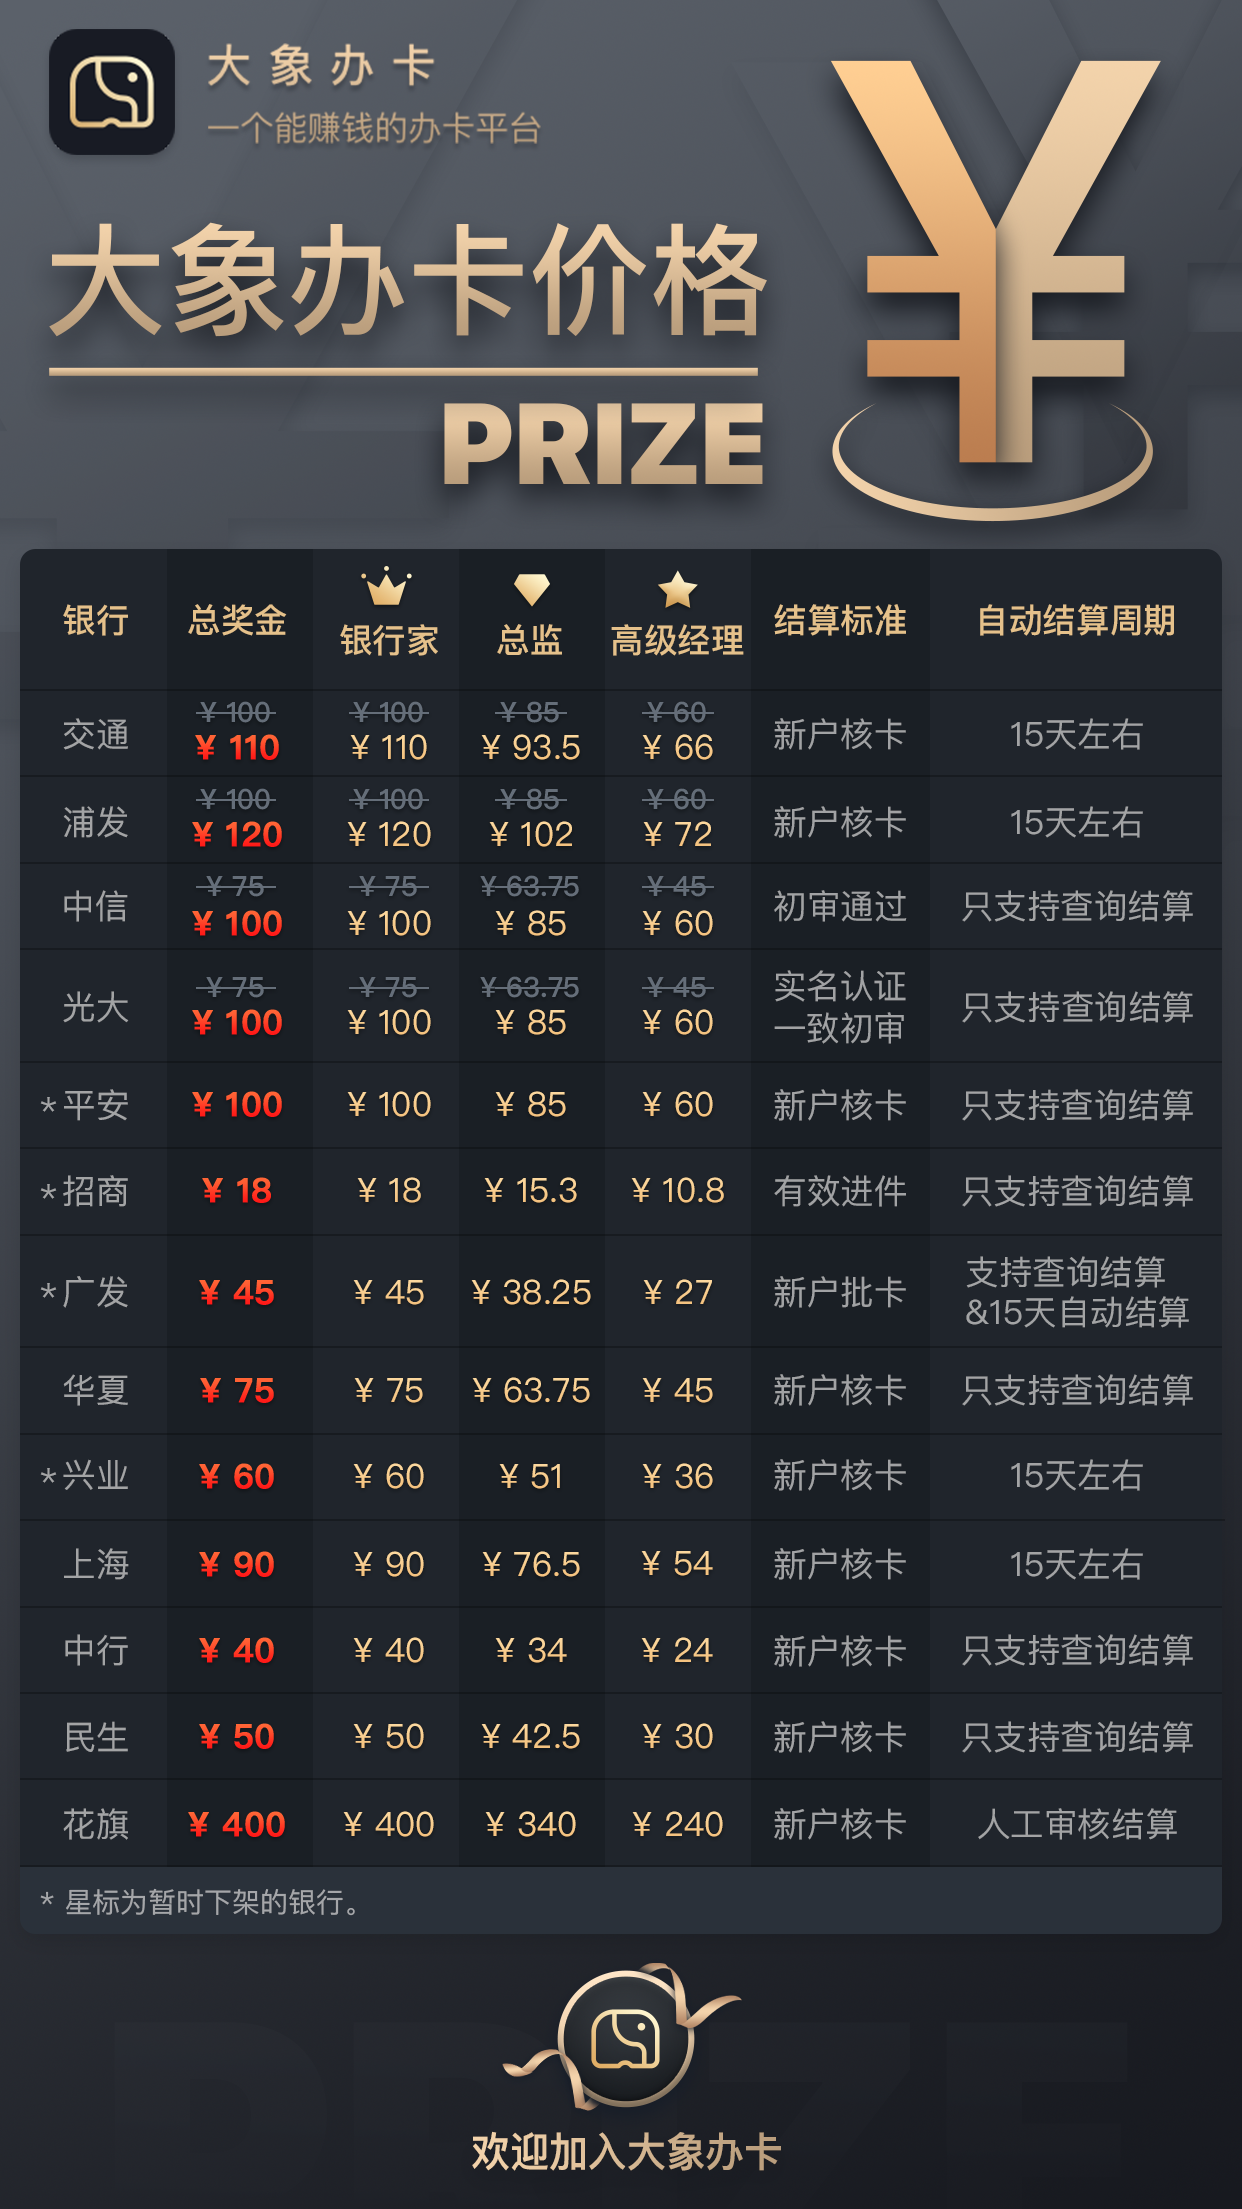 大象办卡
一个能赚钱的办卡平台
大象办卡价格
PRIZE
¥
银行 总奖金 银行家 总监 高级经理 结算标准 自动结算周期
¥ 100 ¥ 100 ¥ 85 ¥ 60
交通 ¥ 110 ¥ 110 ¥ 93.5 ¥ 66 新户核卡 15天左右
¥ 100 ¥ 100 ¥ 85 ¥ 60
浦发 ¥ 120 ¥ 120 ¥ 102 ¥ 72 新户核卡 15天左右
¥ 75 ¥ 75 ¥ 63.75 ¥ 45
中信 ¥ 100 ¥ 100 ¥ 85 ¥ 60 初审通过 只支持查询结算
¥ 75 ¥ 75 ¥ 63.75 ¥ 45 实名认证
光大 ¥ 100 ¥ 100 ¥ 85 ¥ 60 一致初审 只支持查询结算
*平安 ¥ 100 ¥ 100 ¥ 85 ¥ 60 新户核卡 只支持查询结算
*招商 ¥ 18 ¥ 18 ¥ 15.3 ¥ 10.8 有效进件 只支持查询结算
*广发 ¥ 45 ¥ 45 ¥ 38.25 ¥ 27 新户批卡 支持查询结算
&15天自动结算
华夏 ¥ 75 ¥ 75 ¥ 63.75 ¥ 45 新户核卡 只支持查询结算
*兴业 ¥ 60 ¥ 60 ¥ 51 ¥ 36 新户核卡 15天左右
上海 ¥ 90 ¥ 90 ¥ 76.5 ¥ 54 新户核卡 15天左右
中行 ¥ 40 ¥ 40 ¥ 34 ¥ 24 新户核卡 只支持查询结算
民生 ¥ 50 ¥ 50 ¥ 42.5 ¥ 30 新户核卡 只支持查询结算
花旗 ¥ 400 ¥ 400 ¥ 340 ¥ 240 新户核卡 人工审核结算
* 星标为暂时下架的银行。
欢迎加入大象办卡